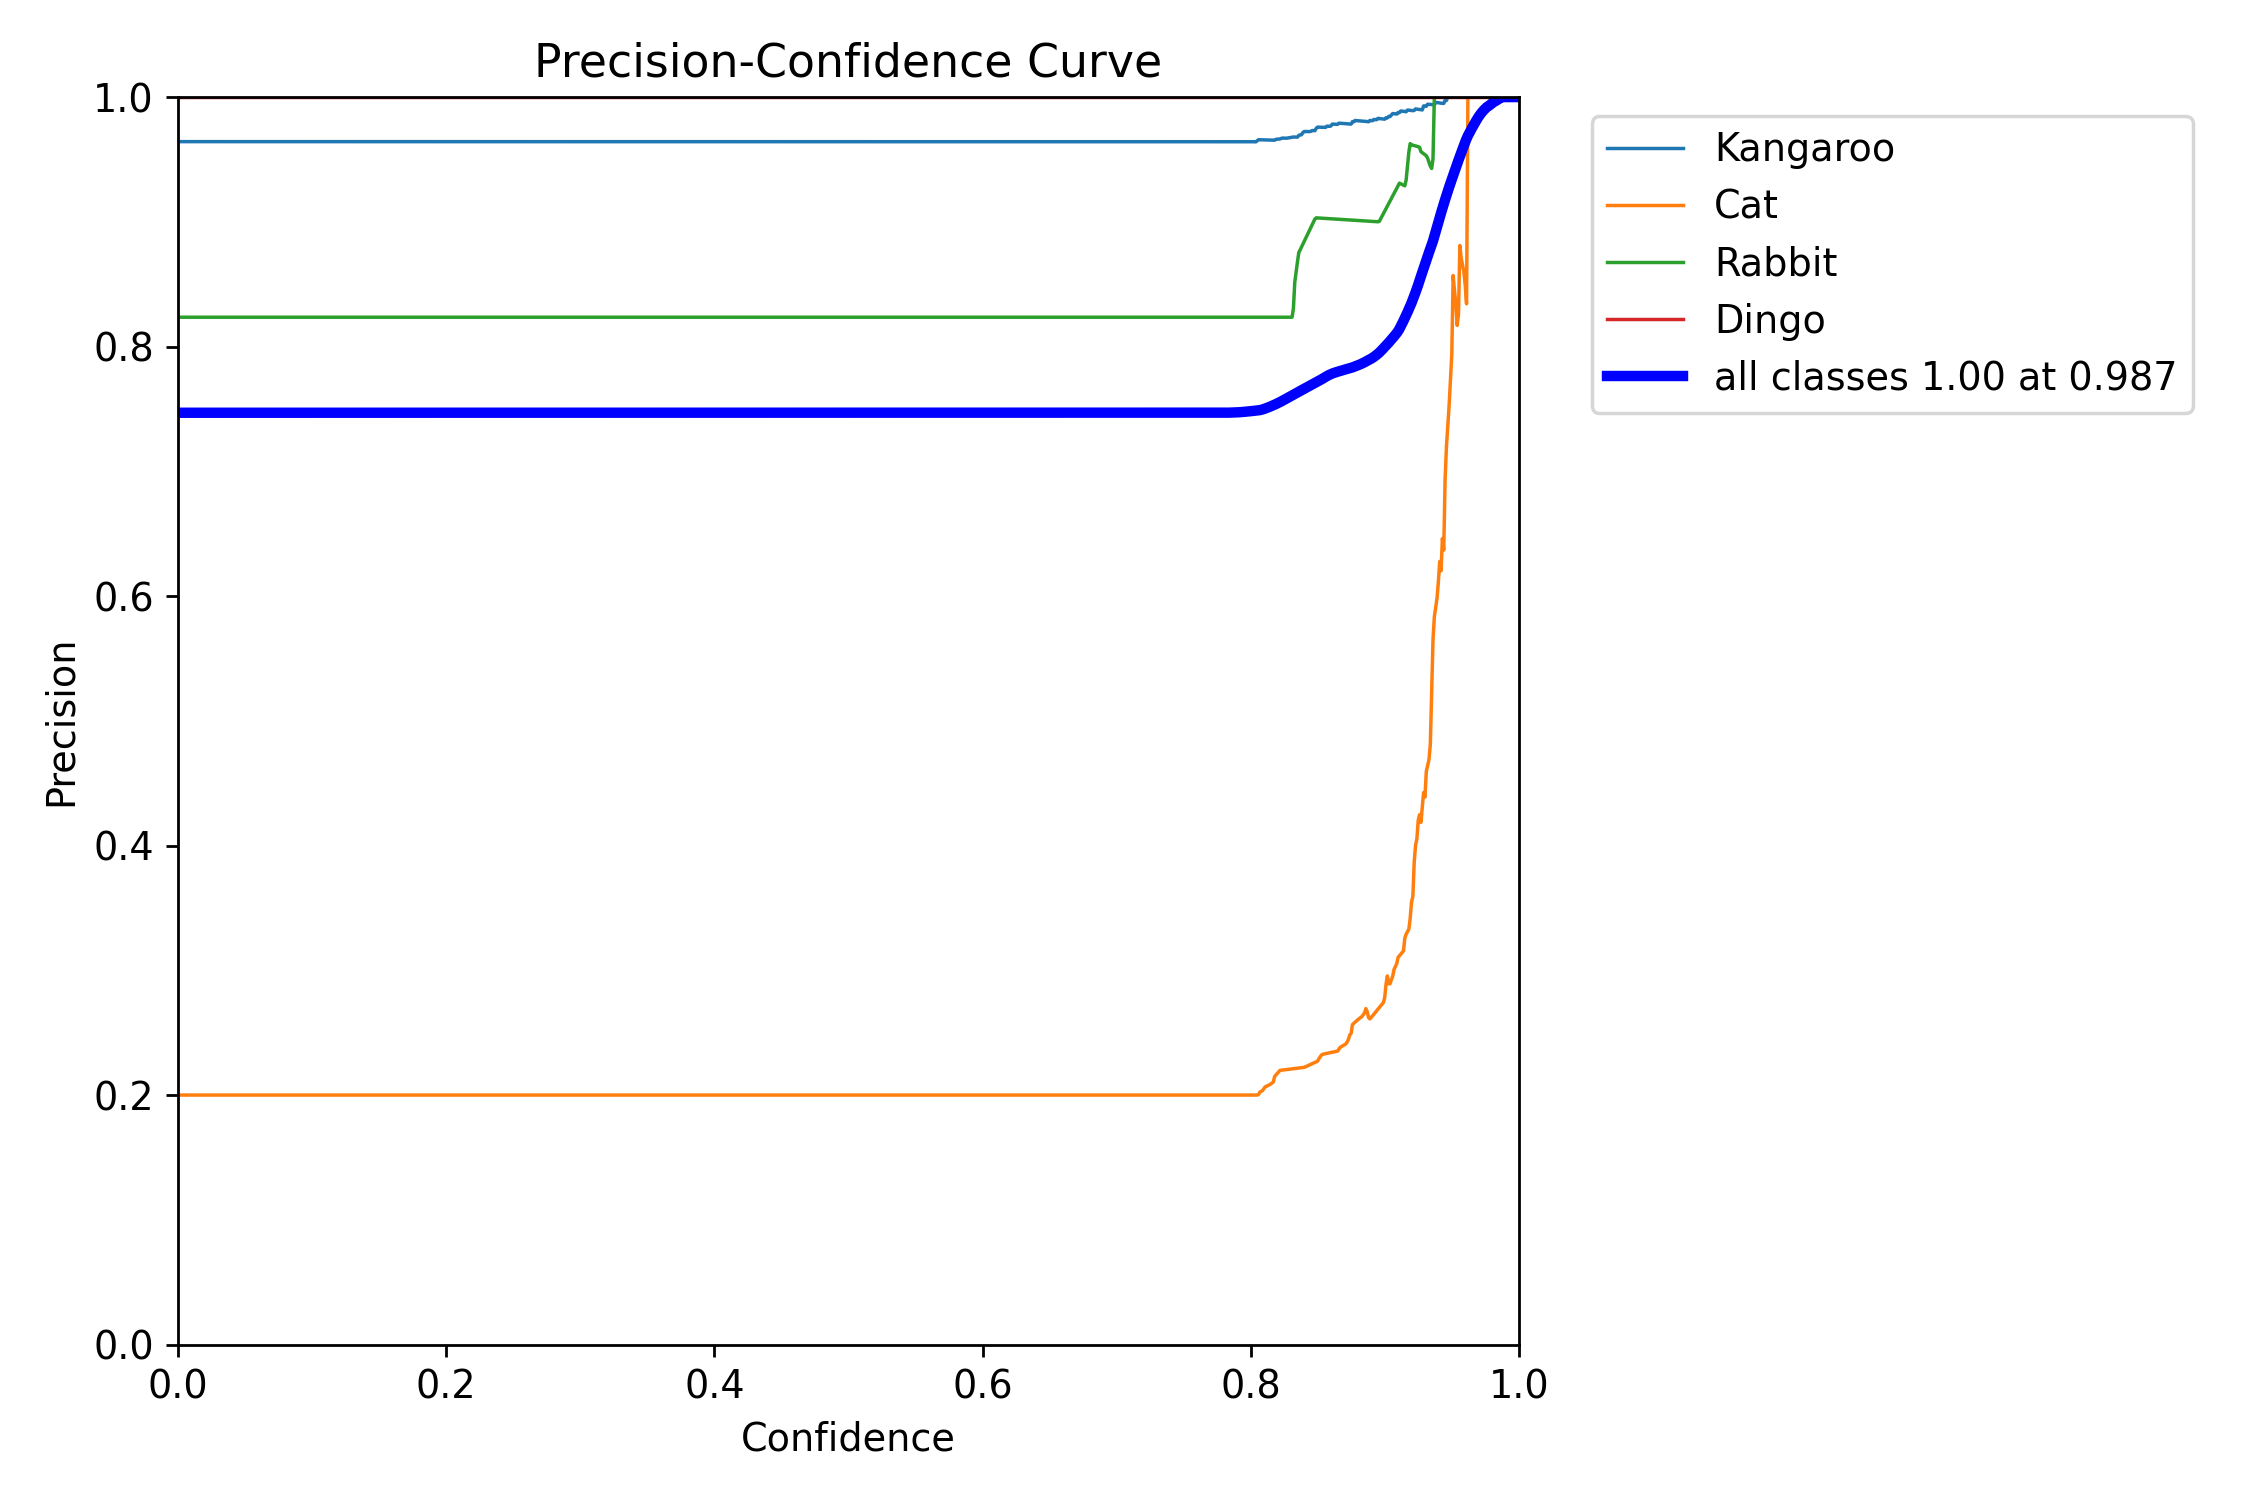 Precision-Confidence Curve
1.0
0.8
0.6
0.4
0.2
0.0
Precision
0.0 0.2 0.4 0.6 0.8 1.0
Confidence
Kangaroo
Cat
Rabbit
Dingo
all classes 1.00 at 0.987